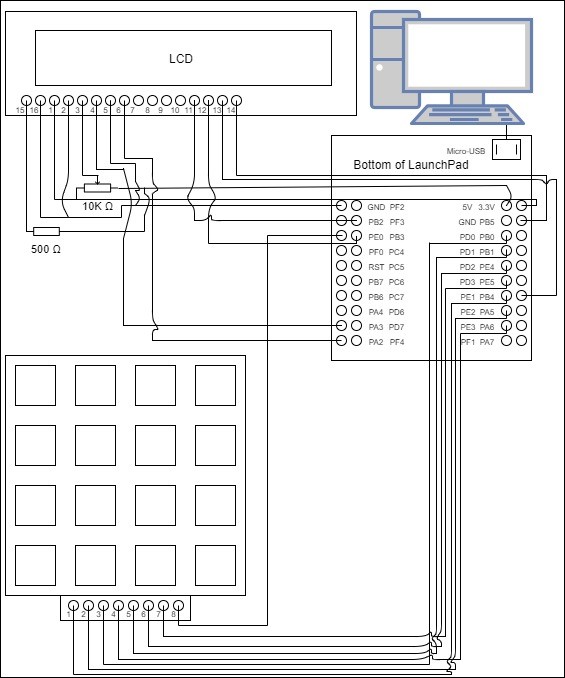 LCD
15 16 1 2 3 4 5 6 7 8 9 10 11 12 13 14
Micro-USB
Bottom of LaunchPad
10K Ω
500 Ω
GND PF2 5V 3.3V
PB2 PF3 GND PB5
PE0 PB3 PD0 PB0
PF0 PC4 PD1 PB1
RST PC5 PD2 PE4
PB7 PC6 PD3 PE5
PB6 PC7 PE1 PB4
PA4 PD6 PE2 PA5
PA3 PD7 PE3 PA6
PA2 PF4 PF1 PA7
1 2 3 4 5 6 7 8